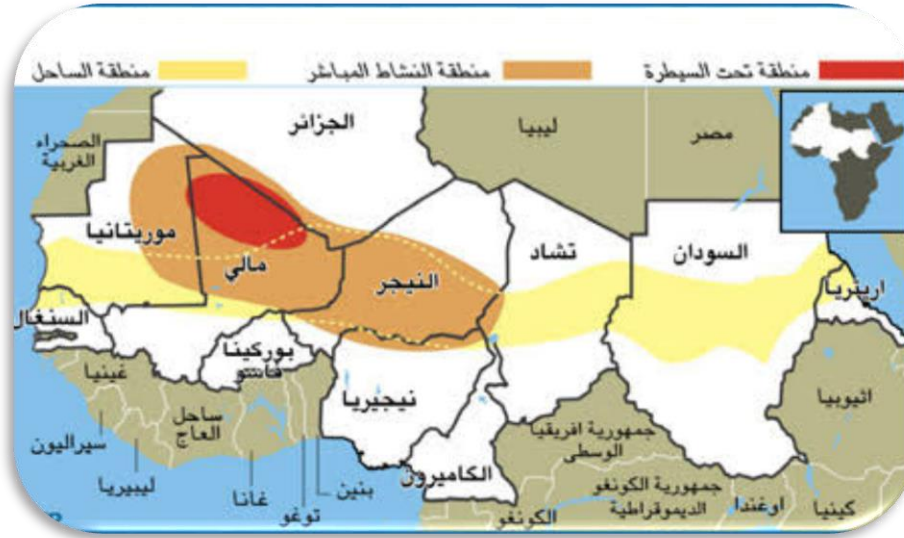 منطقة تحت السيطرة
منطقة النشاط المباشر
منطقة الساحل
مصر
ليبيا
الجزائر
الصحراء
الغربية
موريتانيا
مالي
النيجر
تشاد
السودان
اريتريا
السنغال
بوركينا
فاسو
نيجيريا
اثيوبيا
غينيا
ساحل
العاج
جمهورية افريقيا
الوسطى
سيراليون
ليبيريا
غانا
توغو
بنين
الكاميرون
الكونغو
جمهورية الكونغو
الديموقراطية
اوغندا
كينيا